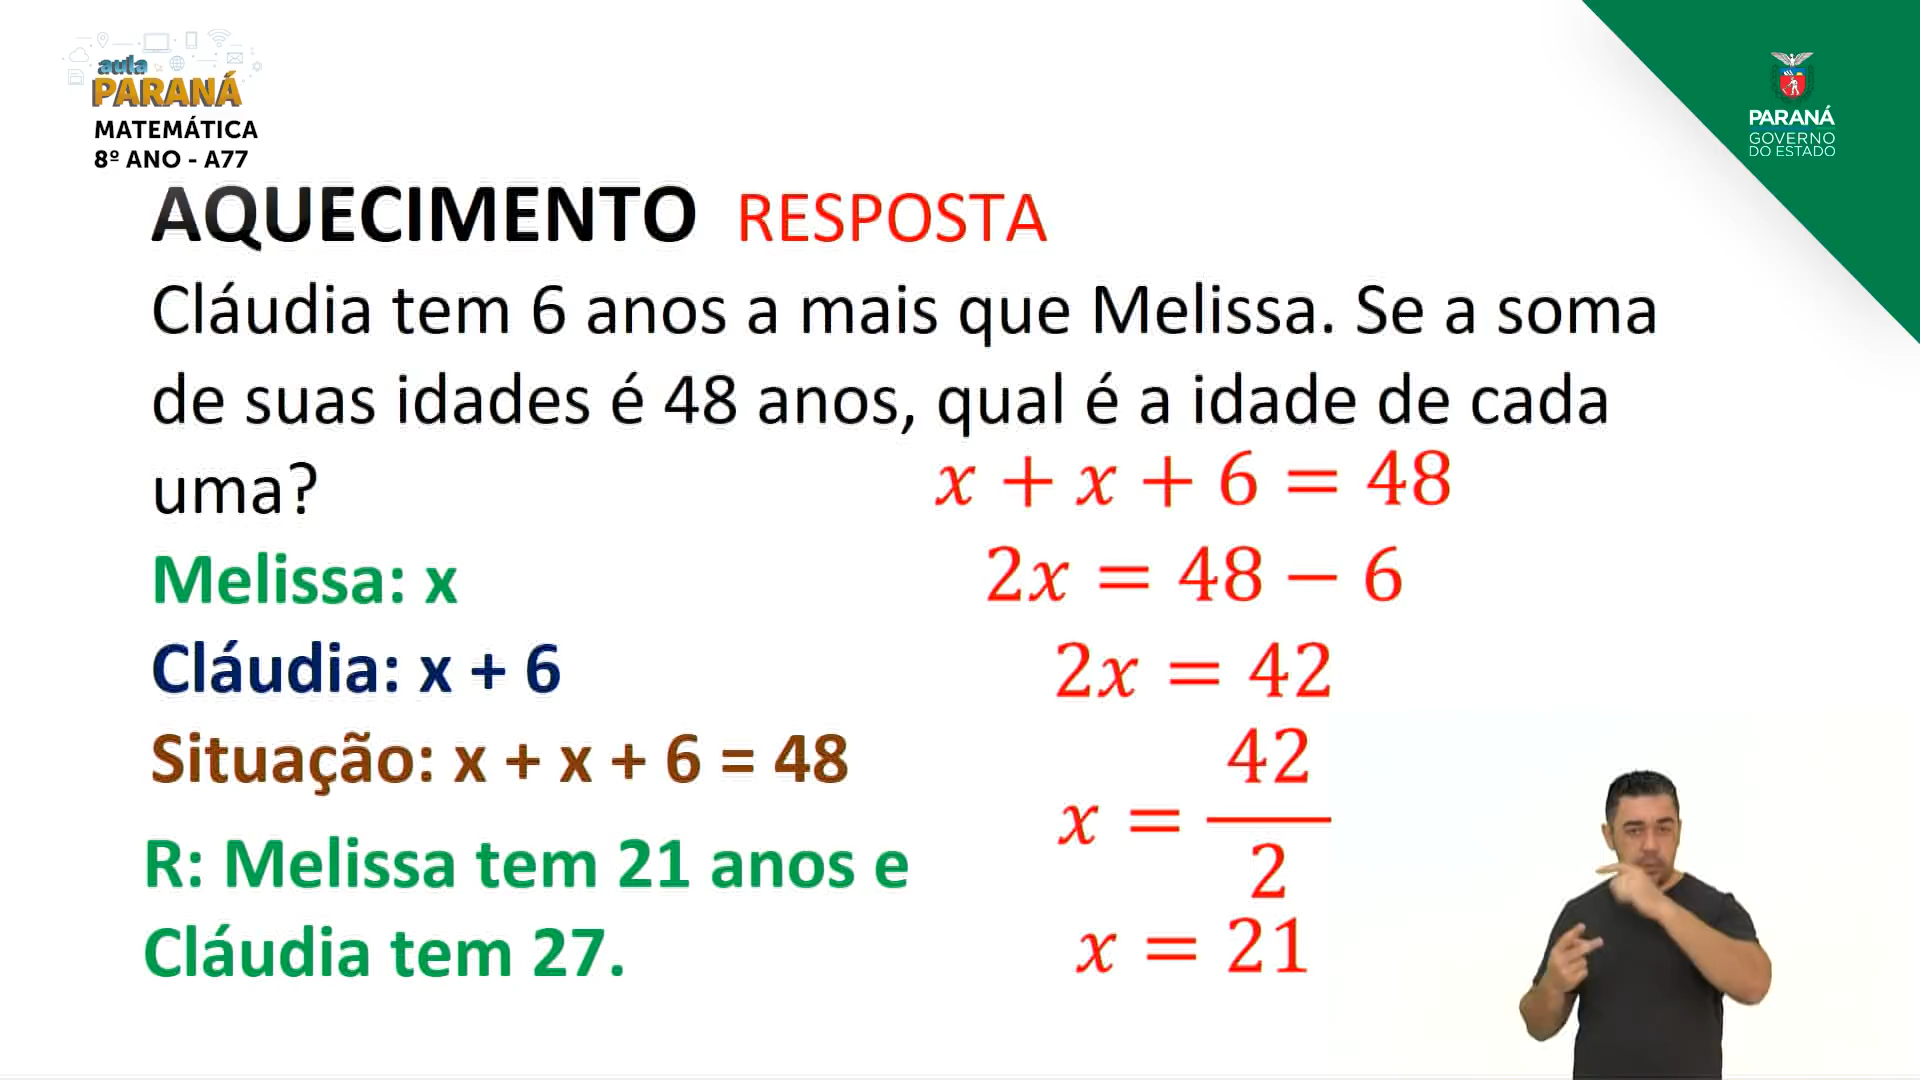 aula
PARANÁ
MATEMÁTICA
8º ANO - A77
PARANÁ
GOVERNO
DO ESTADO
AQUECIMENTO RESPOSTA
Cláudia tem 6 anos a mais que Melissa. Se a soma
de suas idades é 48 anos, qual é a idade de cada
uma?
Melissa: x
Cláudia: x + 6
Situação: x + x + 6 = 48
R: Melissa tem 21 anos e
Cláudia tem 27.
x + x + 6 = 48
2x = 48 − 6
2x = 42
x = 42/2
x = 21